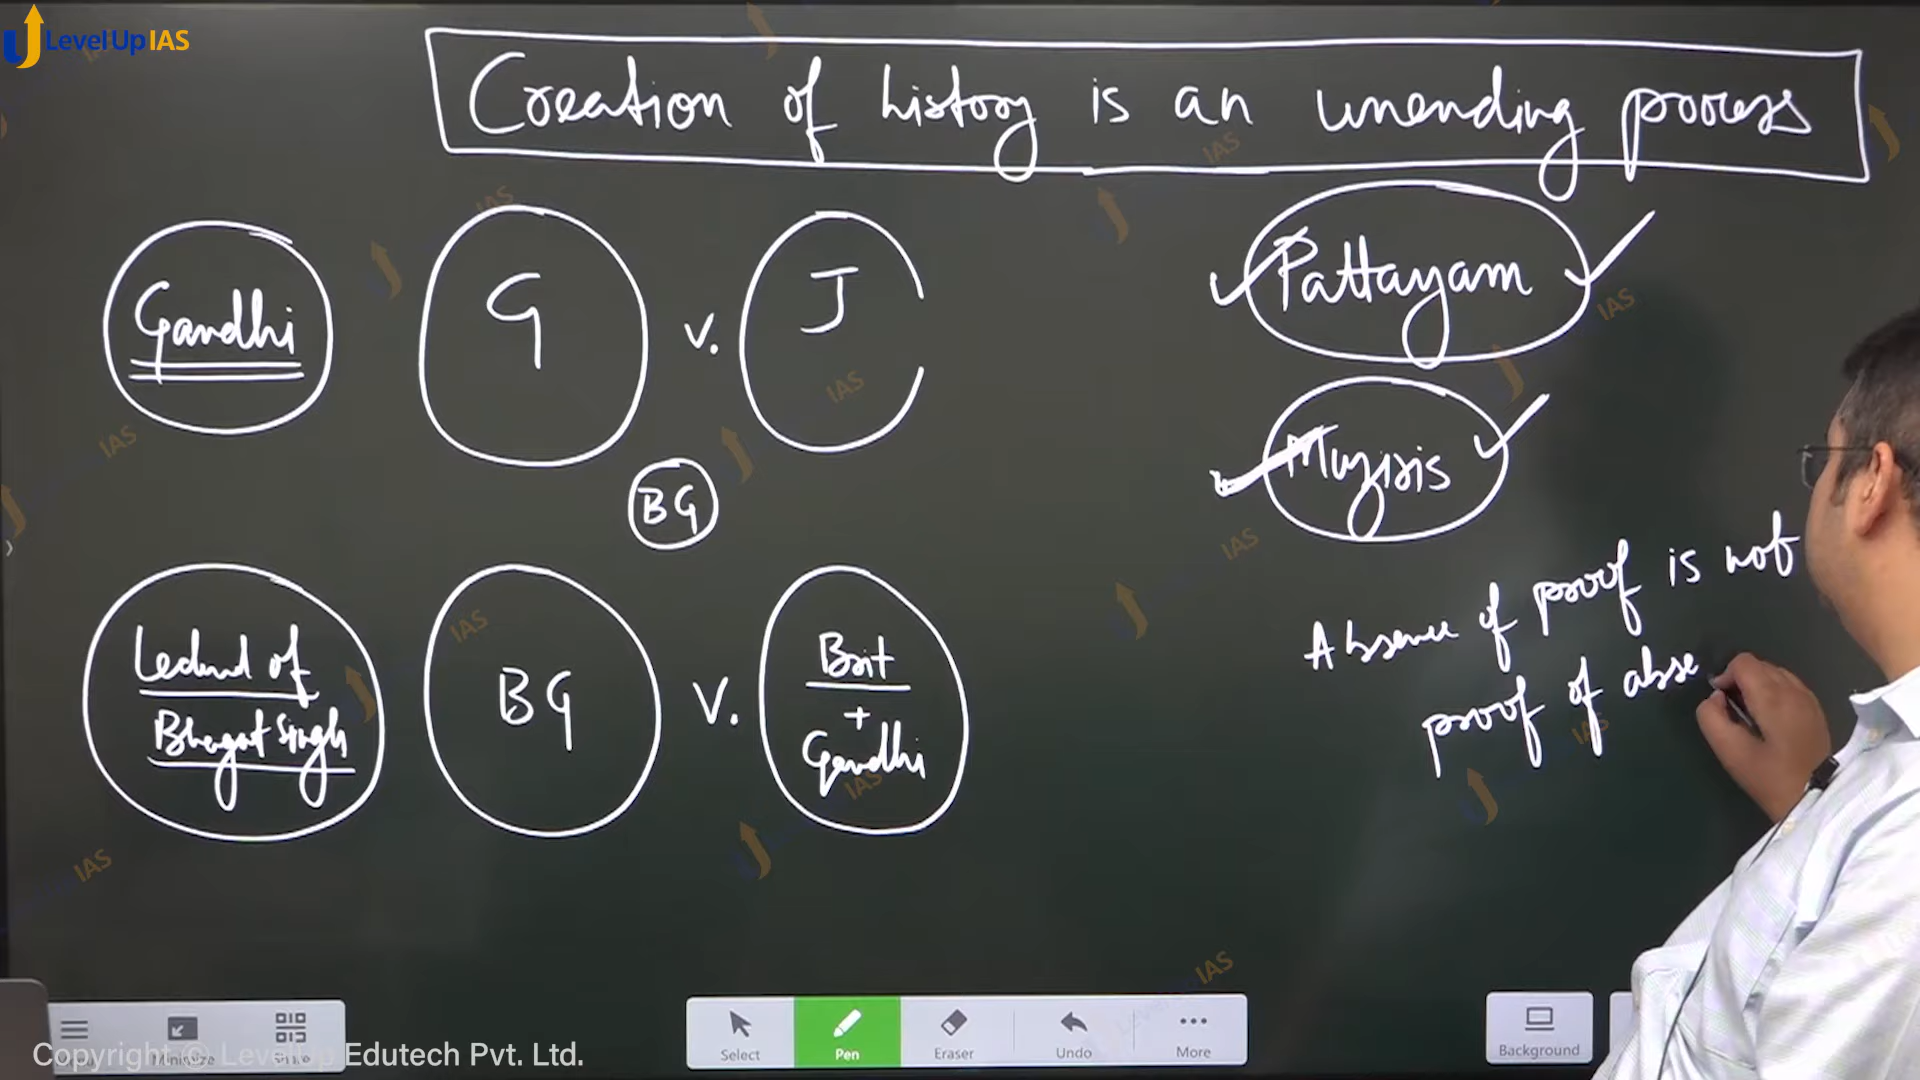 Level Up IAS
Creation of history is an unending process
Gandhi
G
v.
J
Pattayam
BG
Muziris
Absence of proof is not
proof of abse
Legend of
Bhagat Singh
BG
v.
Brit
+
Gandhi
Select
Pen
Eraser
Undo
More
Background
Copyright © LevelUp Edutech Pvt. Ltd.